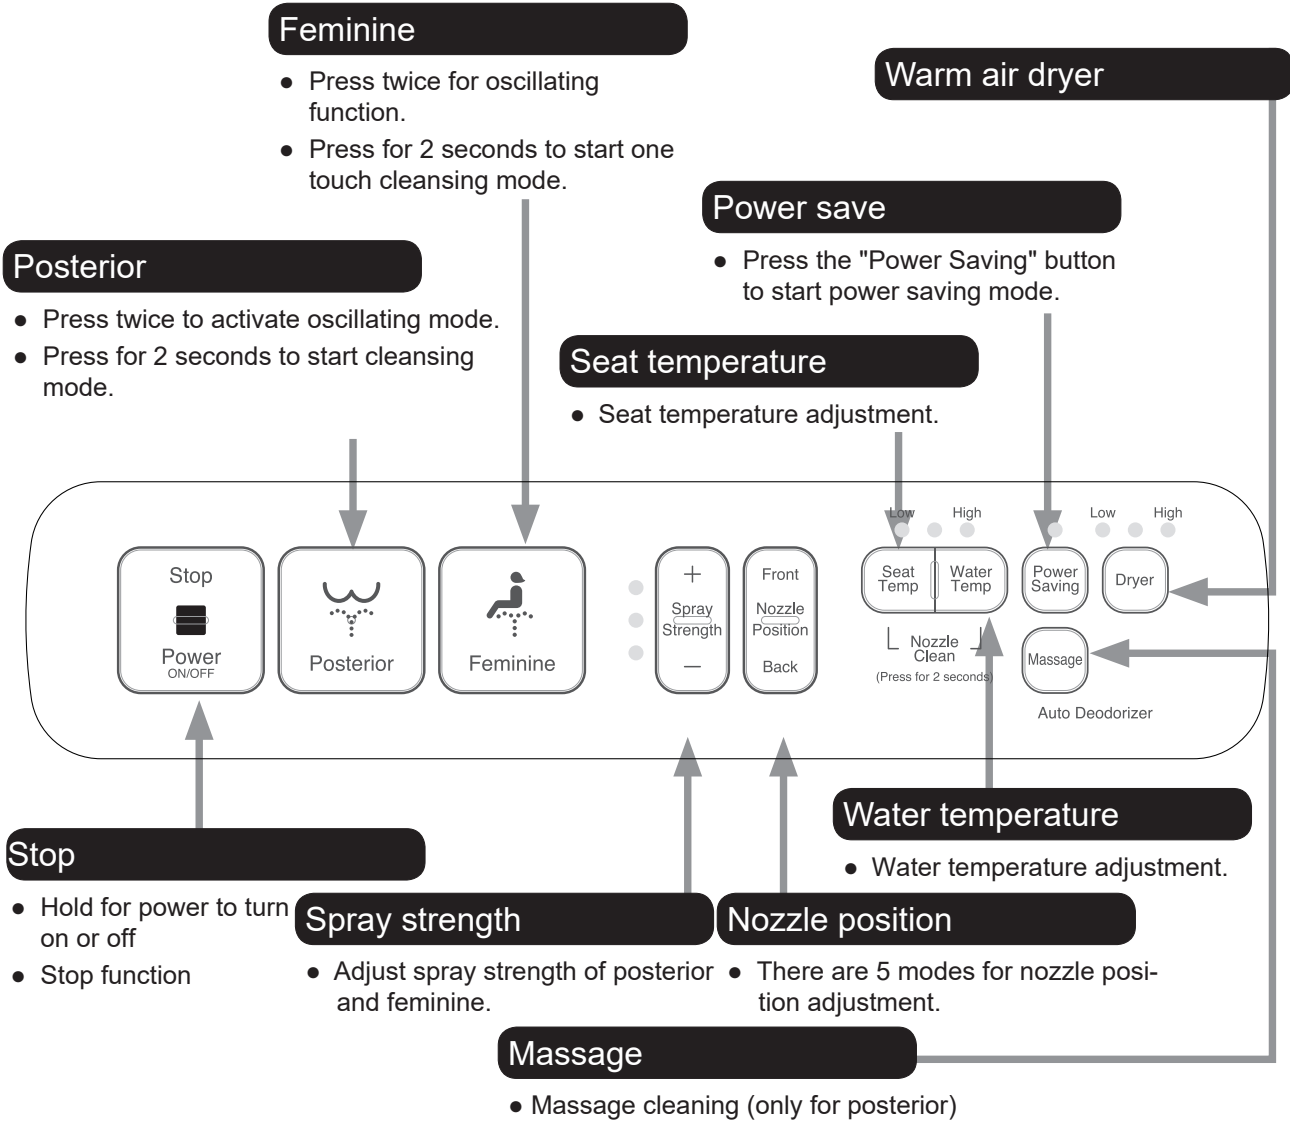 Feminine
● Press twice for oscillating
function.
● Press for 2 seconds to start one
touch cleansing mode.
Warm air dryer
Power save
● Press the "Power Saving" button
to start power saving mode.
Posterior
● Press twice to activate oscillating mode.
● Press for 2 seconds to start cleansing
mode.
Seat temperature
● Seat temperature adjustment.
Stop
Power
ON/OFF
Posterior
Feminine
+
Spray
Strength
—
Front
Nozzle
Position
Back
Low
High
Seat
Temp
Water
Temp
Nozzle
Clean
(Press for 2 seconds)
Power
Saving
Low
High
Dryer
Massage
Auto Deodorizer
Water temperature
● Water temperature adjustment.
Stop
● Hold for power to turn
on or off
● Stop function
Spray strength
● Adjust spray strength of posterior
and feminine.
Nozzle position
● There are 5 modes for nozzle posi-
tion adjustment.
Massage
● Massage cleaning (only for posterior)